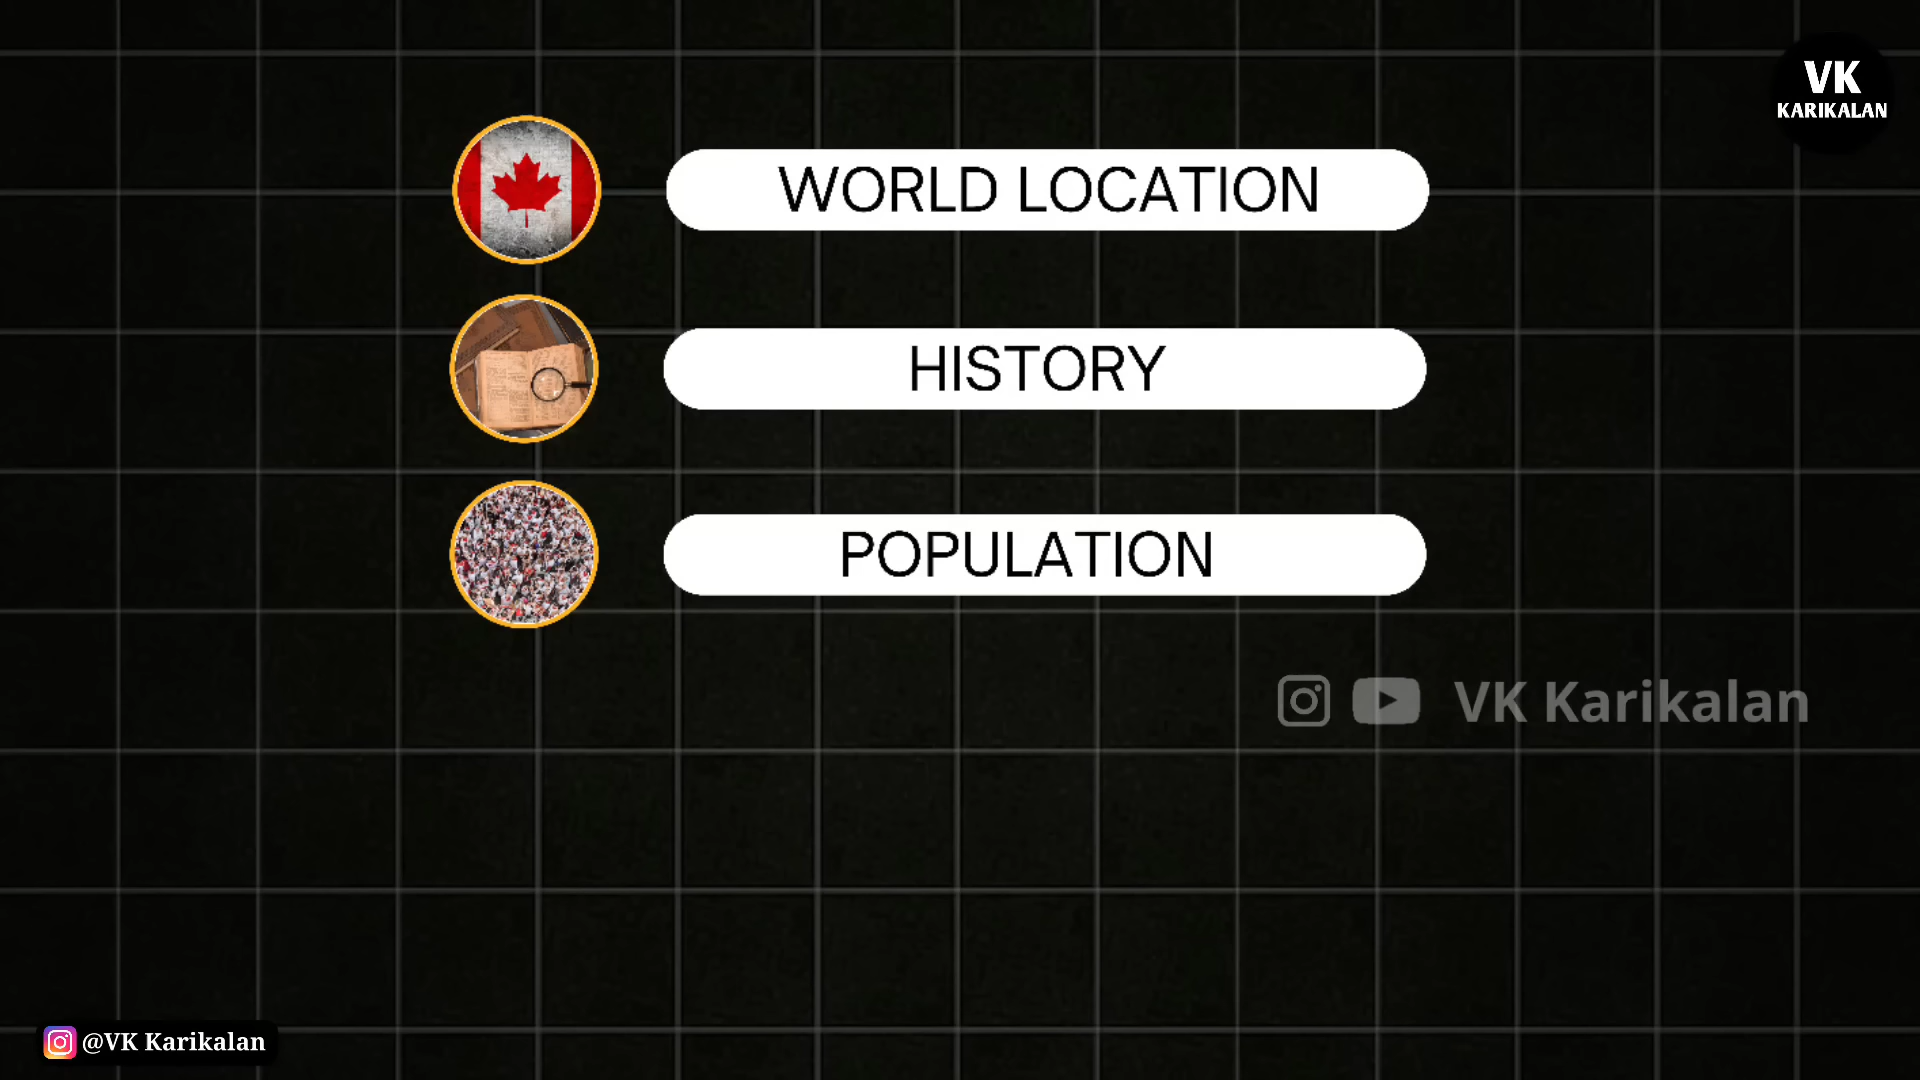 VK
KARIKALAN
WORLD LOCATION
HISTORY
POPULATION
VK Karikalan
@VK Karikalan